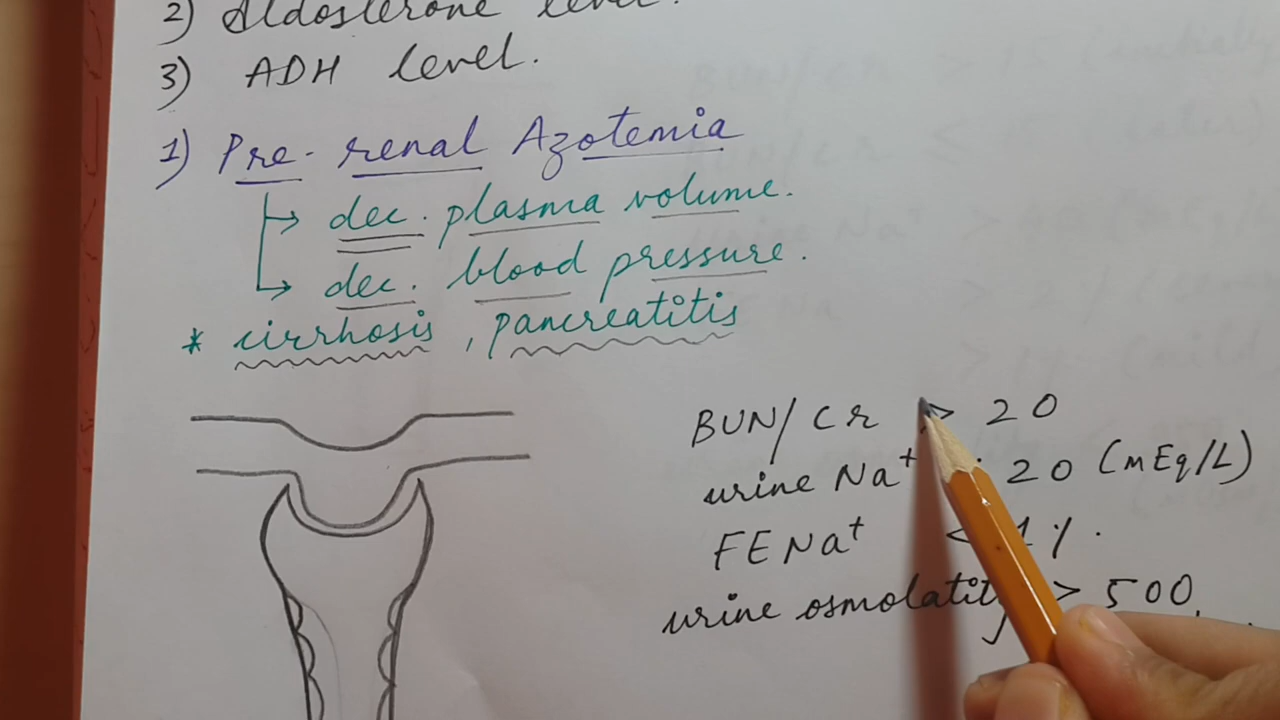 2) Aldosterone level.
3) ADH level.
1) Pre-renal Azotemia
dec. plasma volume.
dec. blood pressure.
* cirrhosis, pancreatitis
BUN/Cr > 20
urine Na+ 20 (mEq/L)
FENa+ < 1%.
urine osmolality > 500